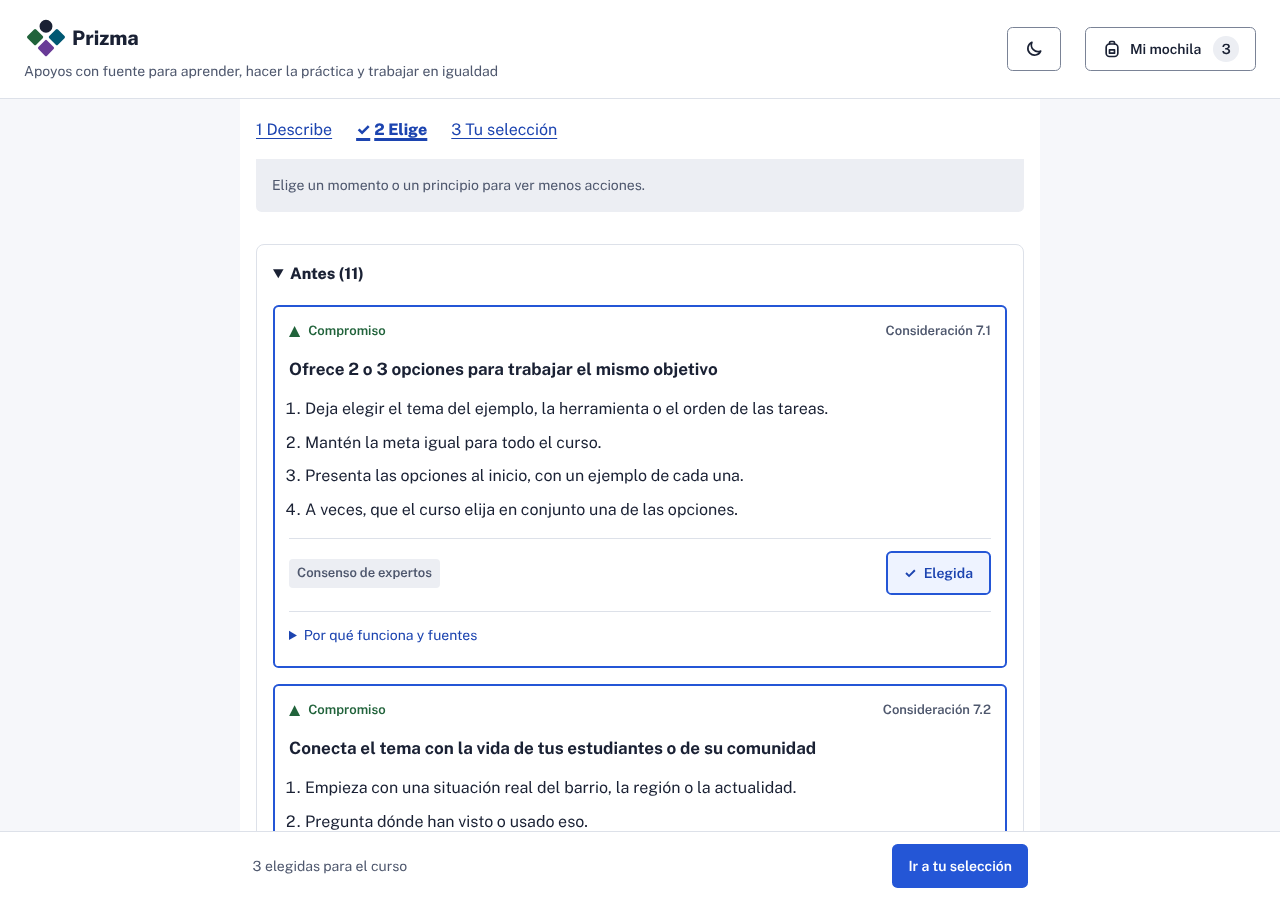 Prizma
Apoyos con fuente para aprender, hacer la práctica y trabajar en igualdad
Mi mochila 3
1 Describe
✓ 2 Elige
3 Tu selección
Elige un momento o un principio para ver menos acciones.
▼ Antes (11)
▲ Compromiso
Consideración 7.1
Ofrece 2 o 3 opciones para trabajar el mismo objetivo
1. Deja elegir el tema del ejemplo, la herramienta o el orden de las tareas.
2. Mantén la meta igual para todo el curso.
3. Presenta las opciones al inicio, con un ejemplo de cada una.
4. A veces, que el curso elija en conjunto una de las opciones.
Consenso de expertos
✓ Elegida
▶ Por qué funciona y fuentes
▲ Compromiso
Consideración 7.2
Conecta el tema con la vida de tus estudiantes o de su comunidad
1. Empieza con una situación real del barrio, la región o la actualidad.
2. Pregunta dónde han visto o usado eso.
3 elegidas para el curso
Ir a tu selección